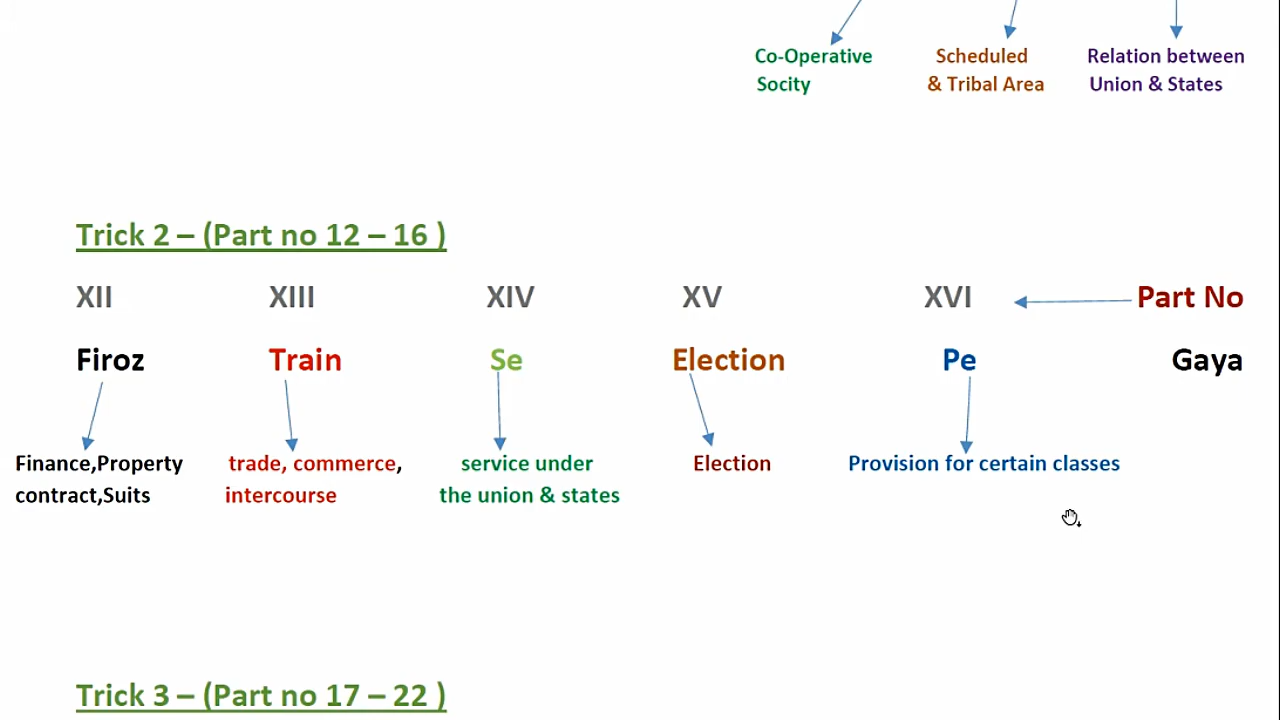 Co-Operative Scheduled Relation between
Socity & Tribal Area Union & States
Trick 2 – (Part no 12 – 16 )
XII XIII XIV XV XVI Part No
Firoz Train Se Election Pe Gaya
Finance,Property trade, commerce, service under Election Provision for certain classes
contract,Suits intercourse the union & states
Trick 3 – (Part no 17 – 22 )